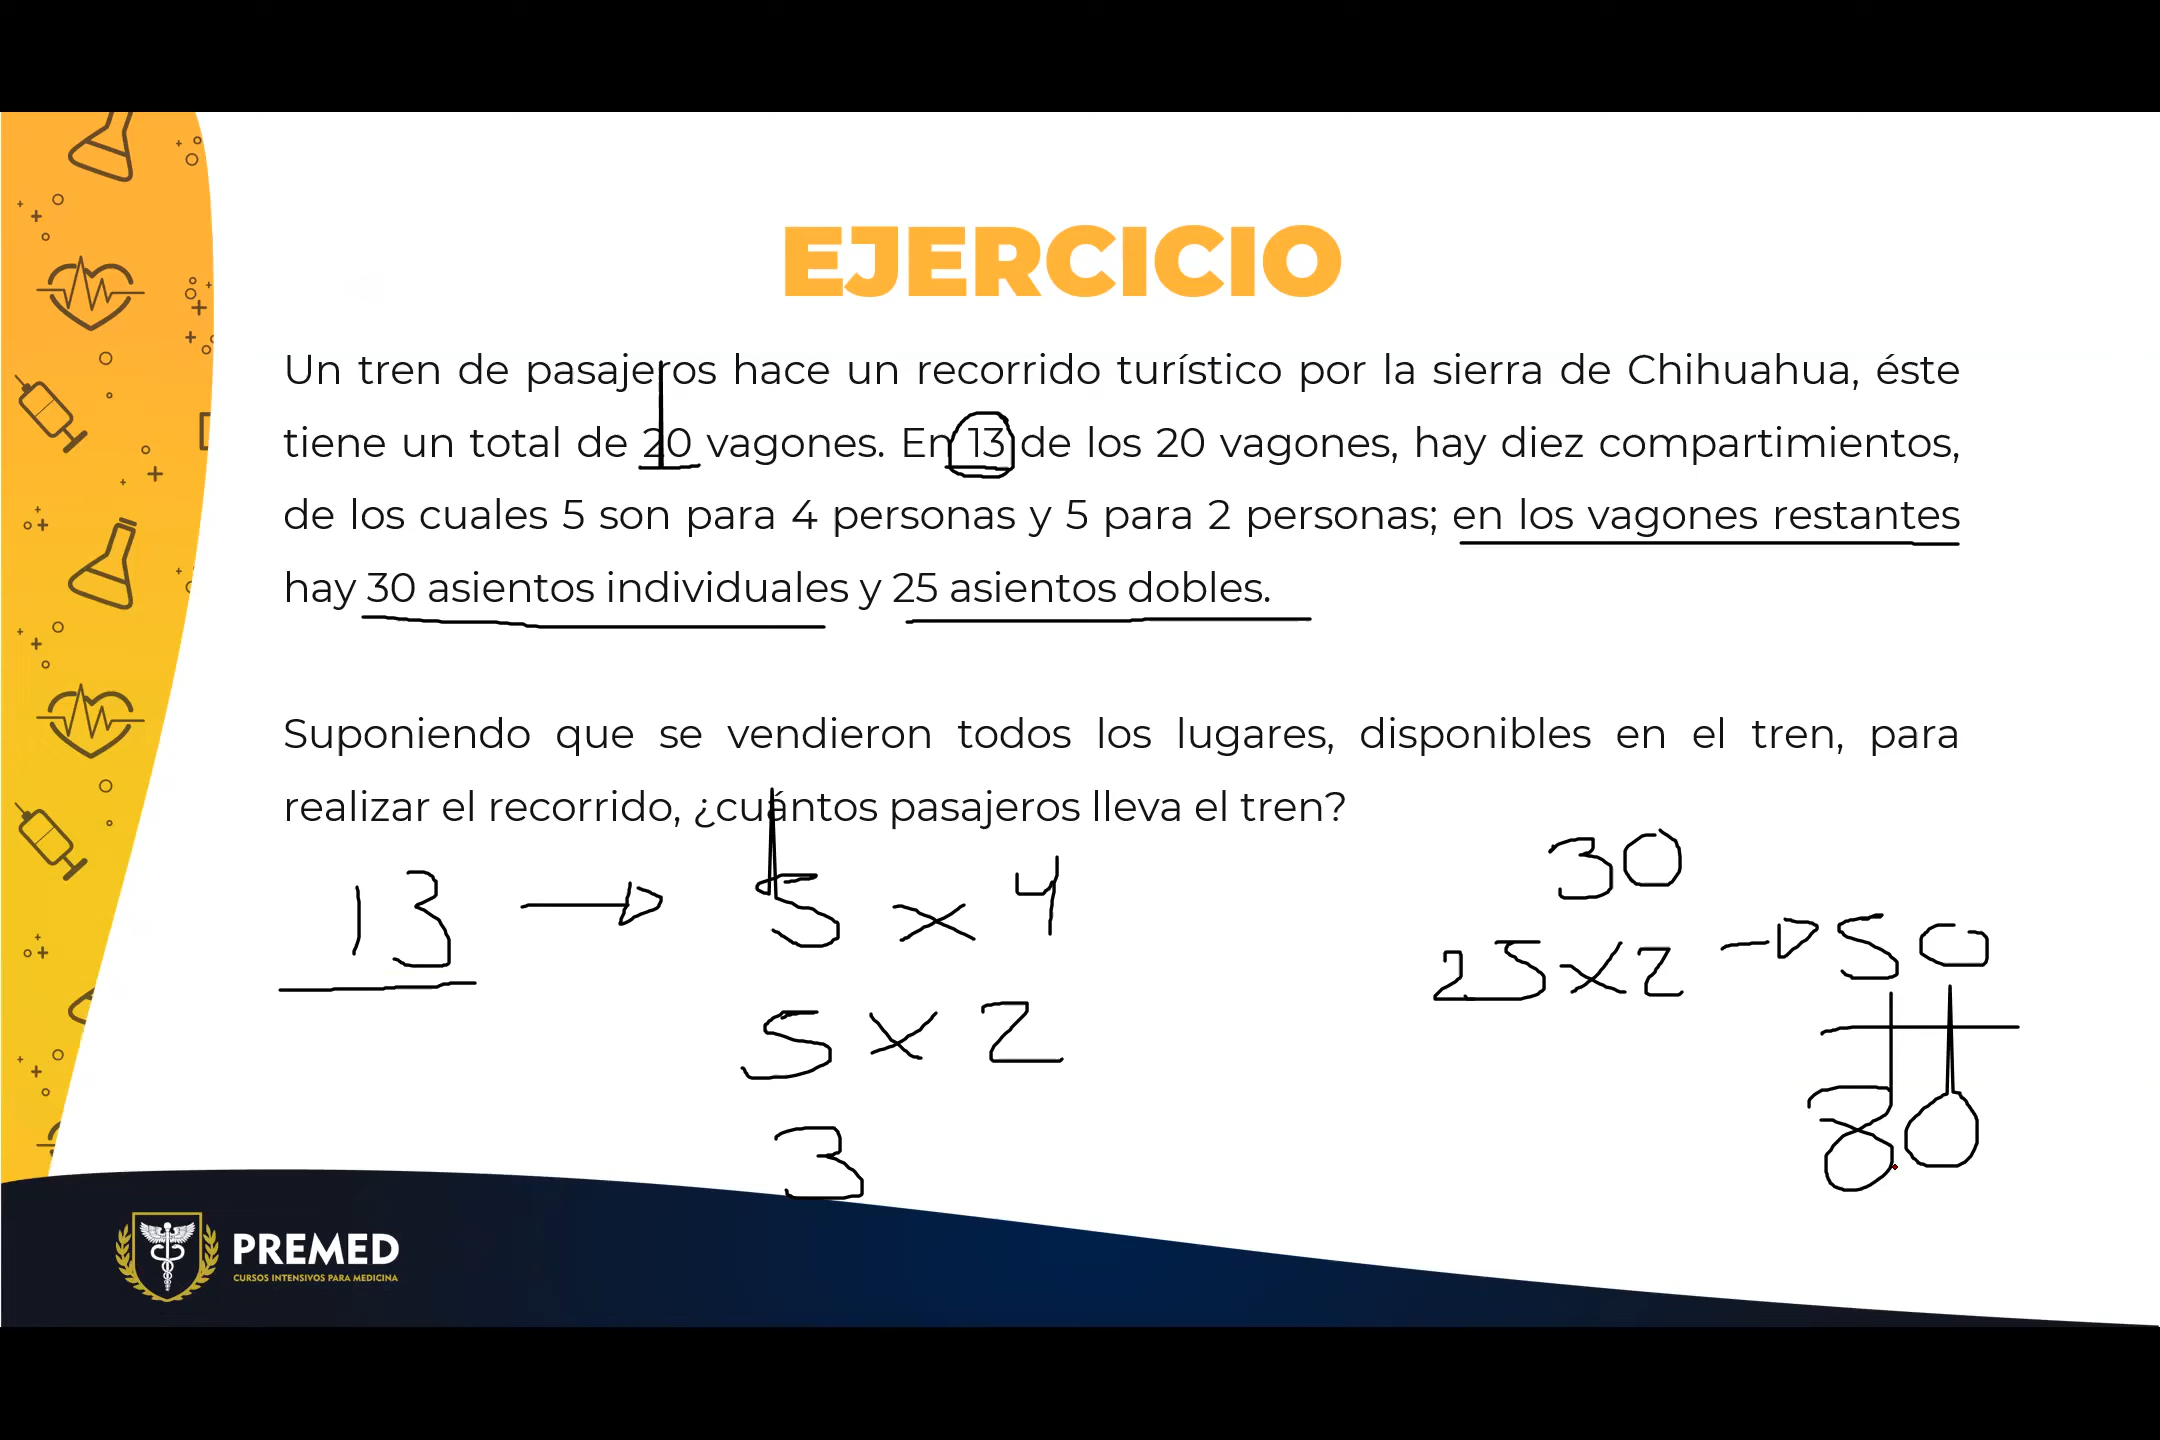 EJERCICIO
Un tren de pasajeros hace un recorrido turístico por la sierra de Chihuahua, éste
tiene un total de 20 vagones. En 13 de los 20 vagones, hay diez compartimientos,
de los cuales 5 son para 4 personas y 5 para 2 personas; en los vagones restantes
hay 30 asientos individuales y 25 asientos dobles.
Suponiendo que se vendieron todos los lugares, disponibles en el tren, para
realizar el recorrido, ¿cuántos pasajeros lleva el tren?
13 → 5 x 4
5 x 2
3
30
25 x 2 → 50
80
PREMED
CURSOS INTENSIVOS PARA MEDICINA